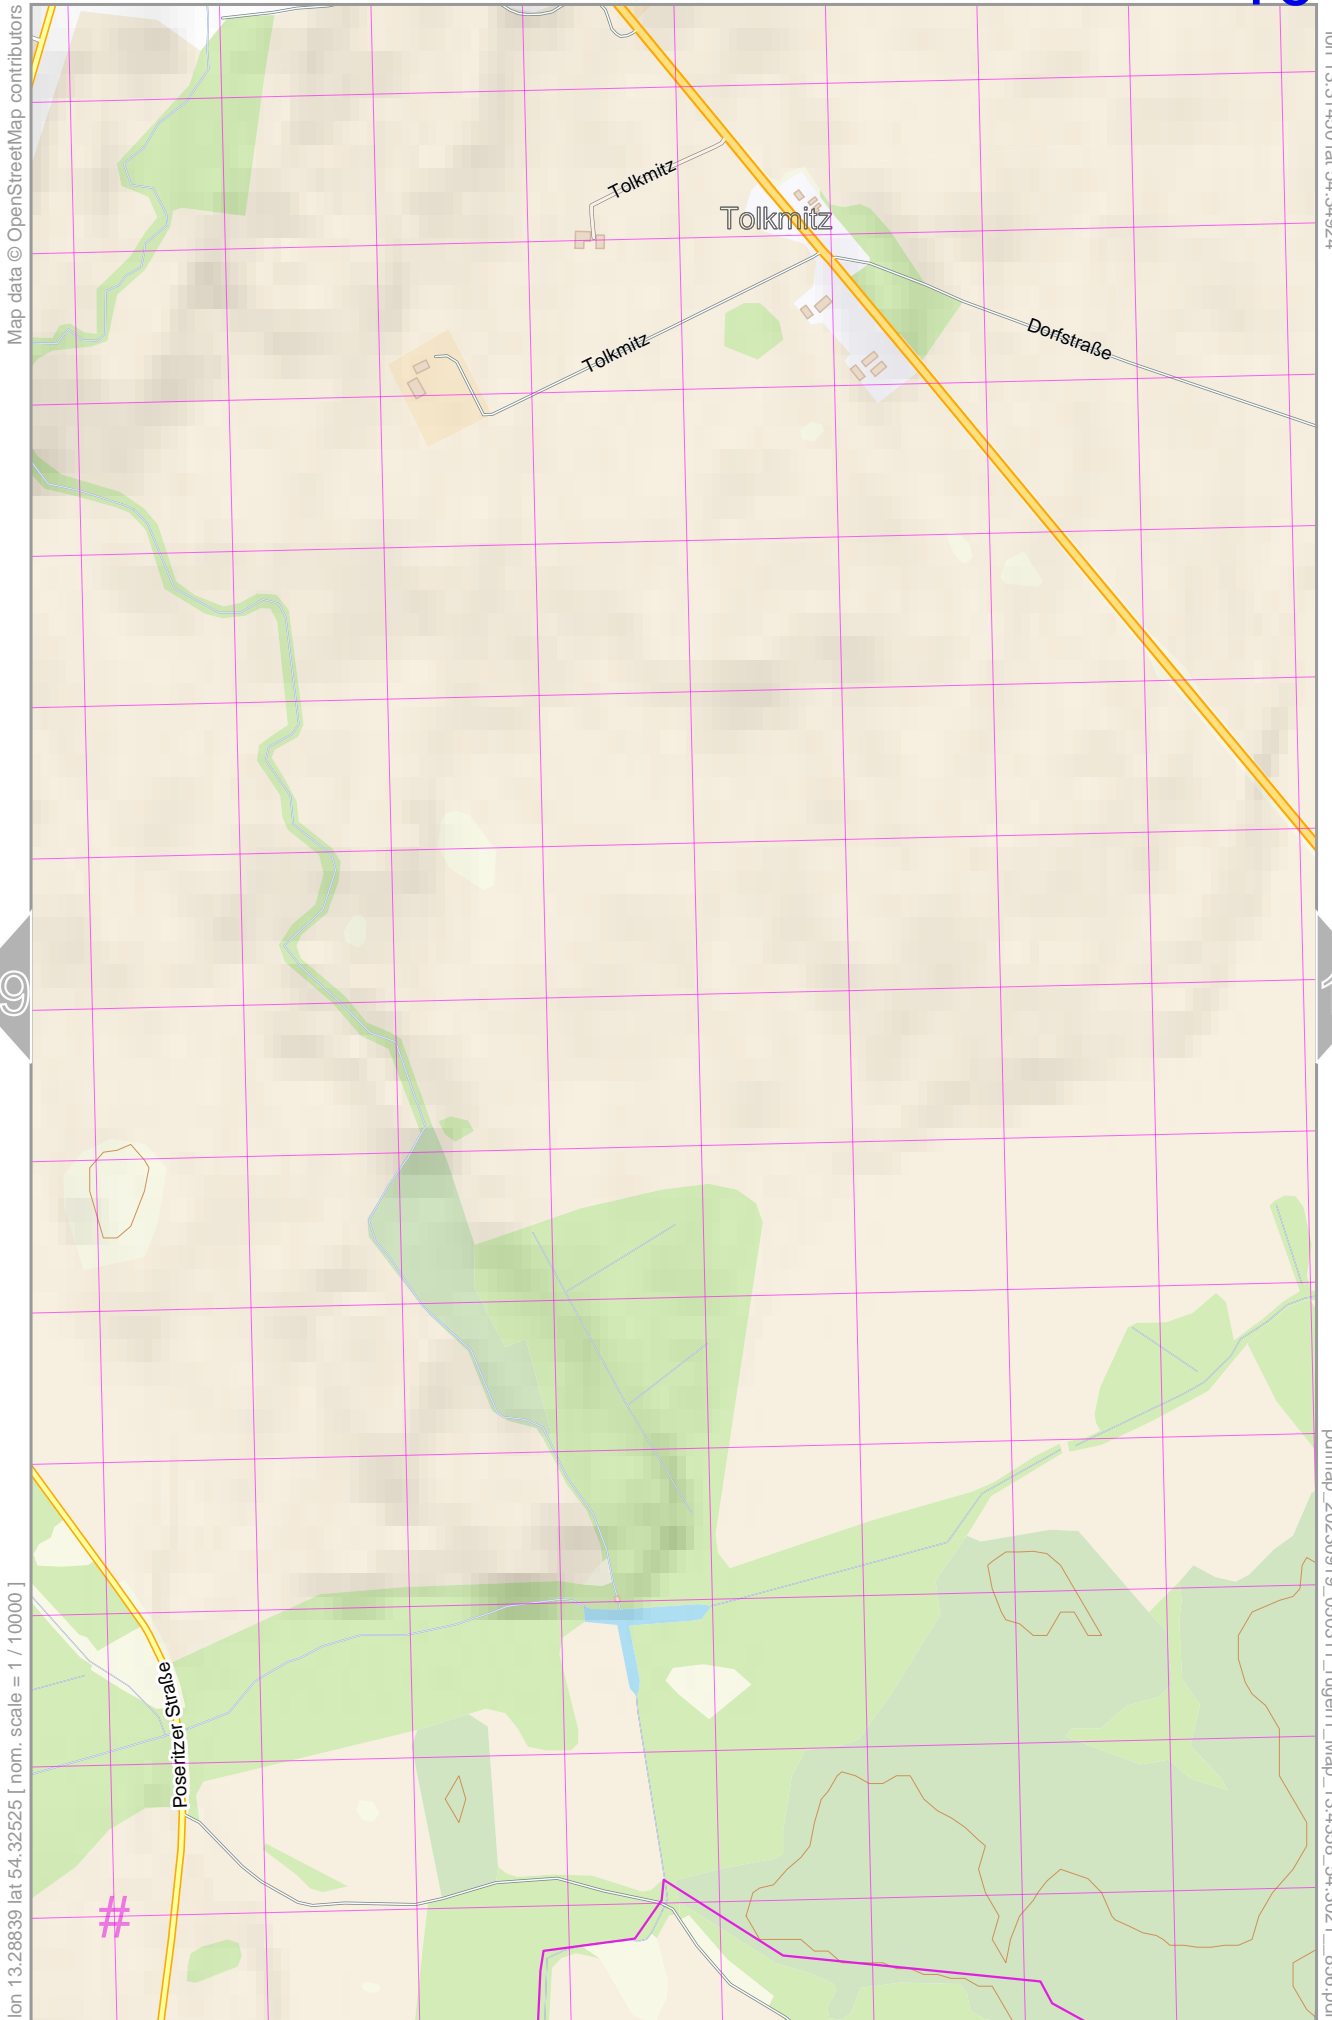 Map data © OpenStreetMap contributors
Tolkmitz
Tolkmitz
Tolkmitz
Dorfstraße
9
Poseritzer Straße
#
lon 13.28839 lat 54.32525 [ nom. scale = 1 / 10000 ]